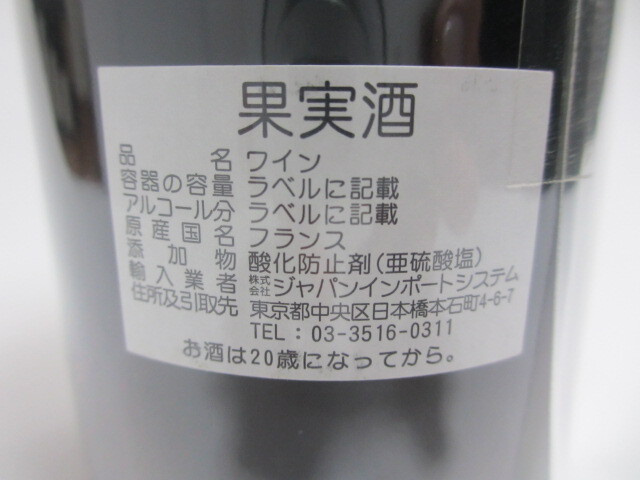 果実酒
品名 ワイン
容器の容量 ラベルに記載
アルコール分 ラベルに記載
原産国名 フランス
添加物 酸化防止剤(亜硫酸塩)
輸入業者 株式会社ジャパンインポートシステム
住所及引取先 東京都中央区日本橋本石町4-6-7
TEL: 03-3516-0311
お酒は20歳になってから。